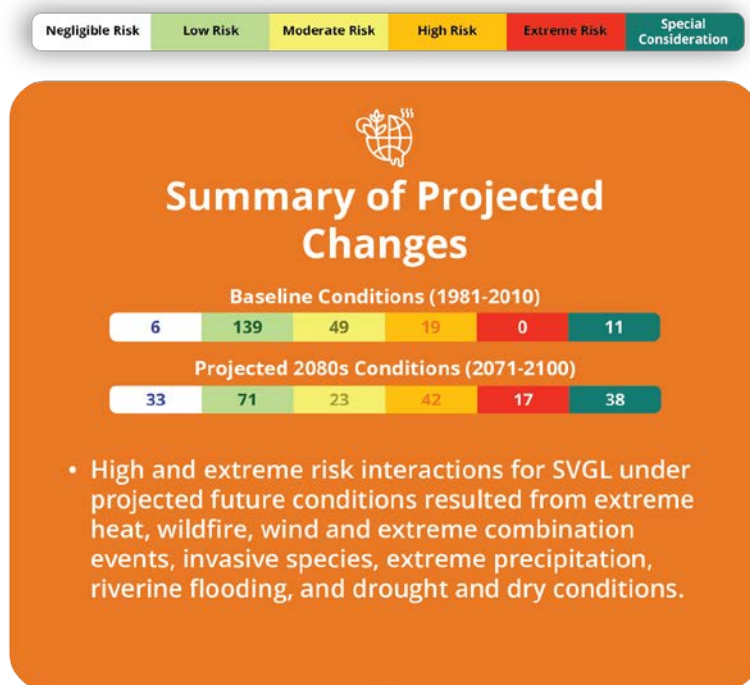 Negligible Risk Low Risk Moderate Risk High Risk Extreme Risk Special
Consideration
Summary of Projected
Changes
Baseline Conditions (1981-2010)
6 139 49 19 0 11
Projected 2080s Conditions (2071-2100)
33 71 23 42 17 38
• High and extreme risk interactions for SVGL under
projected future conditions resulted from extreme
heat, wildfire, wind and extreme combination
events, invasive species, extreme precipitation,
riverine flooding, and drought and dry conditions.